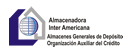 Almacenadora
Inter Americana
Almacenes Generales de Depósito
Organización Auxiliar del Crédito